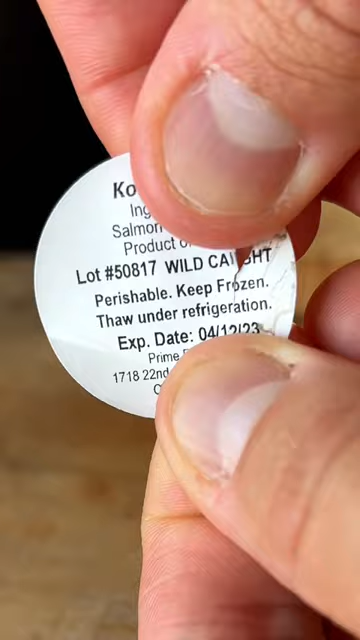 Ko
Ing
Salmon
Product o
Lot #50817 WILD CAUGHT
Perishable. Keep Frozen.
Thaw under refrigeration.
Exp. Date: 04/12/23
Prime
1718 22nd